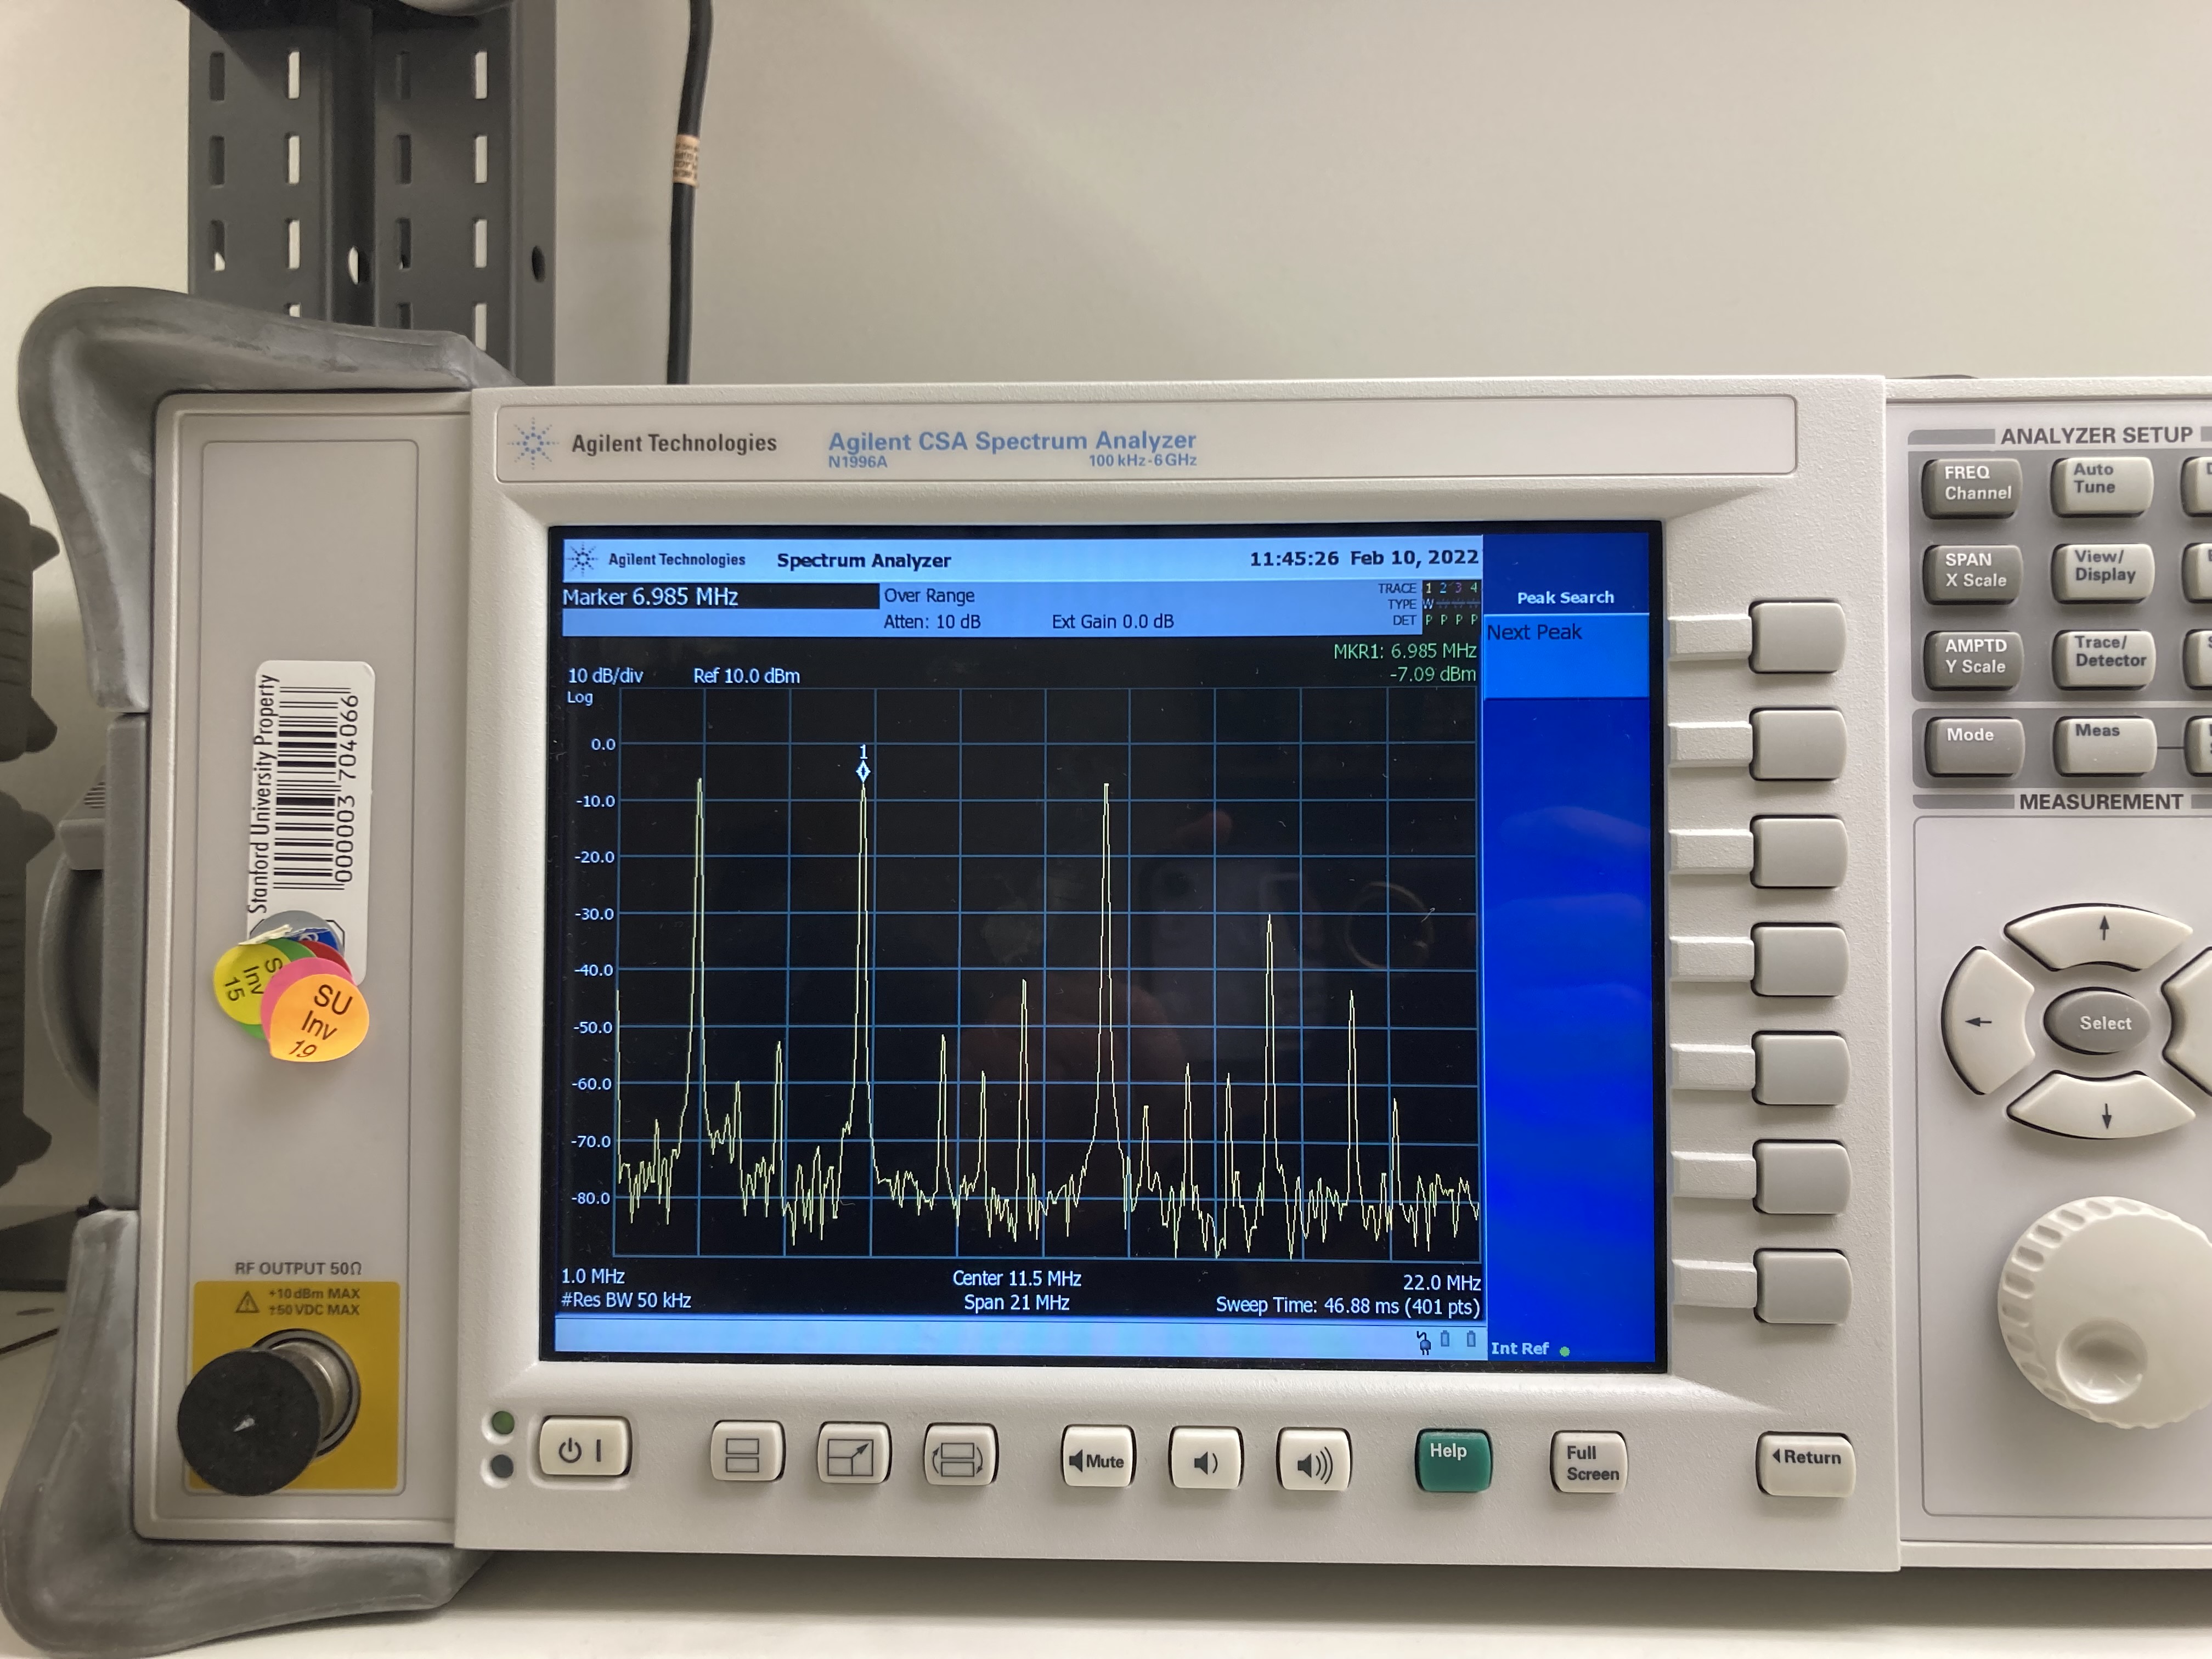 Agilent Technologies
Agilent CSA Spectrum Analyzer
N1996A 100 kHz-6 GHz
ANALYZER SETUP
FREQ Channel
Auto Tune
SPAN X Scale
View/ Display
AMPTD Y Scale
Trace/ Detector
Mode
Meas
MEASUREMENT
Select
Agilent Technologies Spectrum Analyzer 11:45:26 Feb 10, 2022
Marker 6.985 MHz
Over Range
Atten: 10 dB Ext Gain 0.0 dB
TRACE 1 2 3 4
TYPE W
DET P P P P
Peak Search
Next Peak
MKR1: 6.985 MHz
-7.09 dBm
10 dB/div Ref 10.0 dBm
Log
1
0.0
-10.0
-20.0
-30.0
-40.0
-50.0
-60.0
-70.0
-80.0
1.0 MHz Center 11.5 MHz 22.0 MHz
#Res BW 50 kHz Span 21 MHz Sweep Time: 46.88 ms (401 pts)
Int Ref
Stanford University Property
000003 704066
S
Inv
15
SU
Inv
19
RF OUTPUT 50Ω
+10 dBm MAX
±50 VDC MAX
Mute
Help
Full Screen
Return